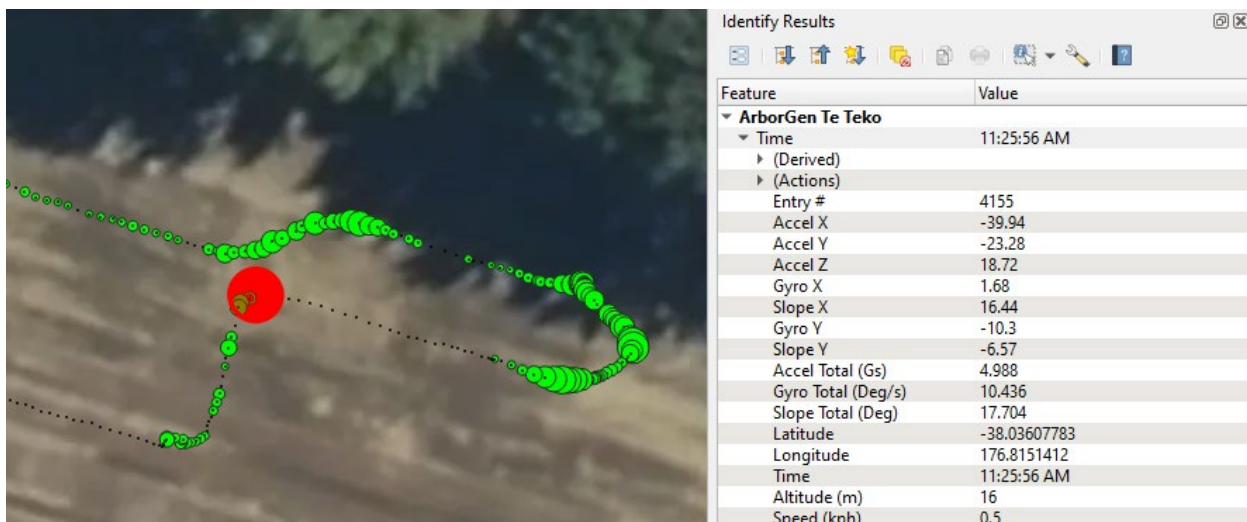 Identify Results
Feature Value
ArborGen Te Teko
Time 11:25:56 AM
(Derived)
(Actions)
Entry # 4155
Accel X -39.94
Accel Y -23.28
Accel Z 18.72
Gyro X 1.68
Slope X 16.44
Gyro Y -10.3
Slope Y -6.57
Accel Total (Gs) 4.988
Gyro Total (Deg/s) 10.436
Slope Total (Deg) 17.704
Latitude -38.03607783
Longitude 176.8151412
Time 11:25:56 AM
Altitude (m) 16
Speed (kph) 0.5